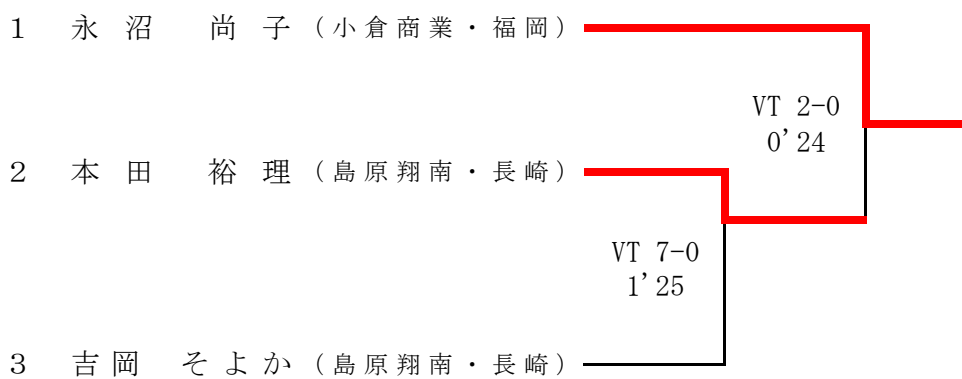 1 永沼 尚子（小倉商業・福岡）
VT 2-0
0'24
2 本田 裕理（島原翔南・長崎）
VT 7-0
1'25
3 吉岡 そよか（島原翔南・長崎）